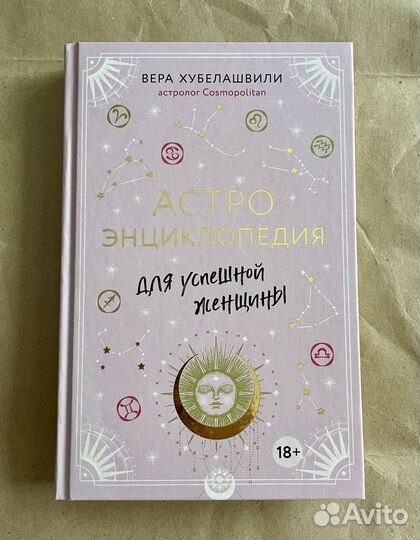 ВЕРА ХУБЕЛАШВИЛИ
астролог Cosmopolitan
АСТРО
ЭНЦИКЛОПЕДИЯ
для успешной
женщины
18+
Avito